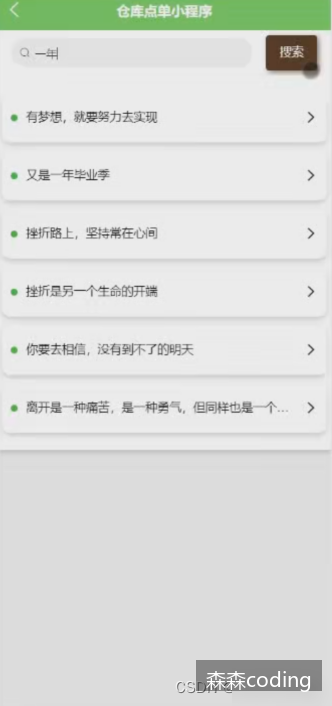 仓库点单小程序
一年
搜索
有梦想，就要努力去实现
又是一年毕业季
挫折路上，坚持常在心间
挫折是另一个生命的开端
你要去相信，没有到不了的明天
离开是一种痛苦，是一种勇气，但同样也是一个...
森森coding